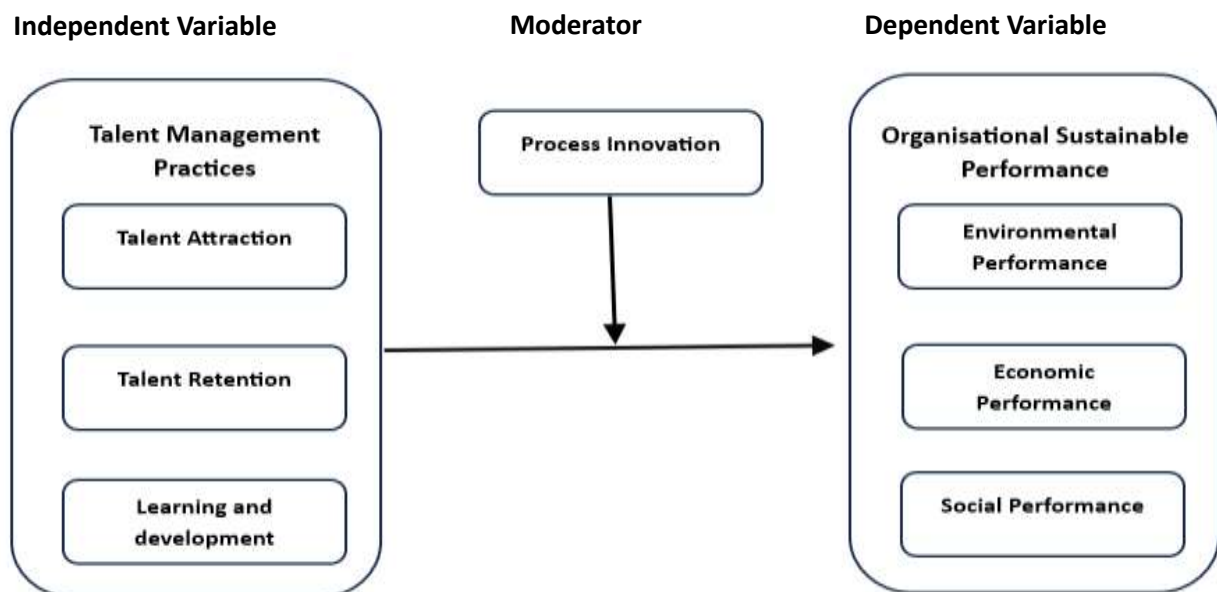 Independent Variable
Moderator
Dependent Variable
Talent Management
Practices
Talent Attraction
Talent Retention
Learning and
development
Process Innovation
Organisational Sustainable
Performance
Environmental
Performance
Economic
Performance
Social Performance